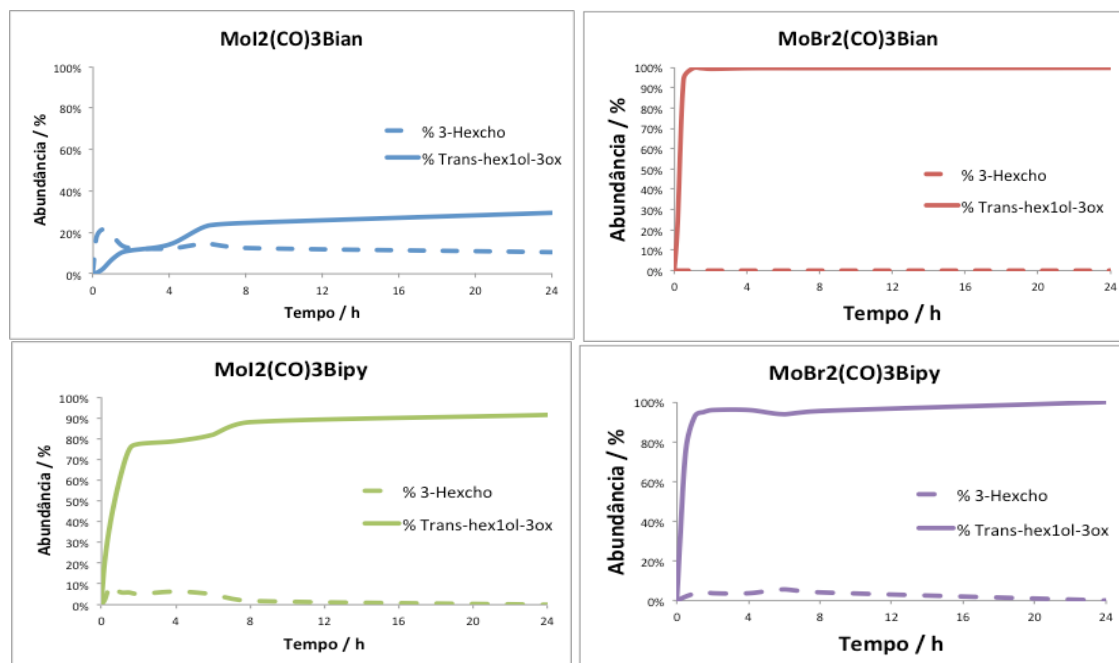 MoI2(CO)3Bian
100%
80%
60%
40%
20%
0%
Abundância / %
% 3-Hexcho
% Trans-hex1ol-3ox
0 4 8 12 16 20 24
Tempo / h
MoBr2(CO)3Bian
100%
90%
80%
70%
60%
50%
40%
30%
20%
10%
0%
Abundância / %
% 3-Hexcho
% Trans-hex1ol-3ox
0 4 8 12 16 20 24
Tempo / h
MoI2(CO)3Bipy
100%
90%
80%
70%
60%
50%
40%
30%
20%
10%
0%
Abundância / %
% 3-Hexcho
% Trans-hex1ol-3ox
0 4 8 12 16 20 24
Tempo / h
MoBr2(CO)3Bipy
100%
80%
60%
40%
20%
0%
Abundância / %
% 3-Hexcho
% Trans-hex1ol-3ox
0 4 8 12 16 20 24
Tempo / h